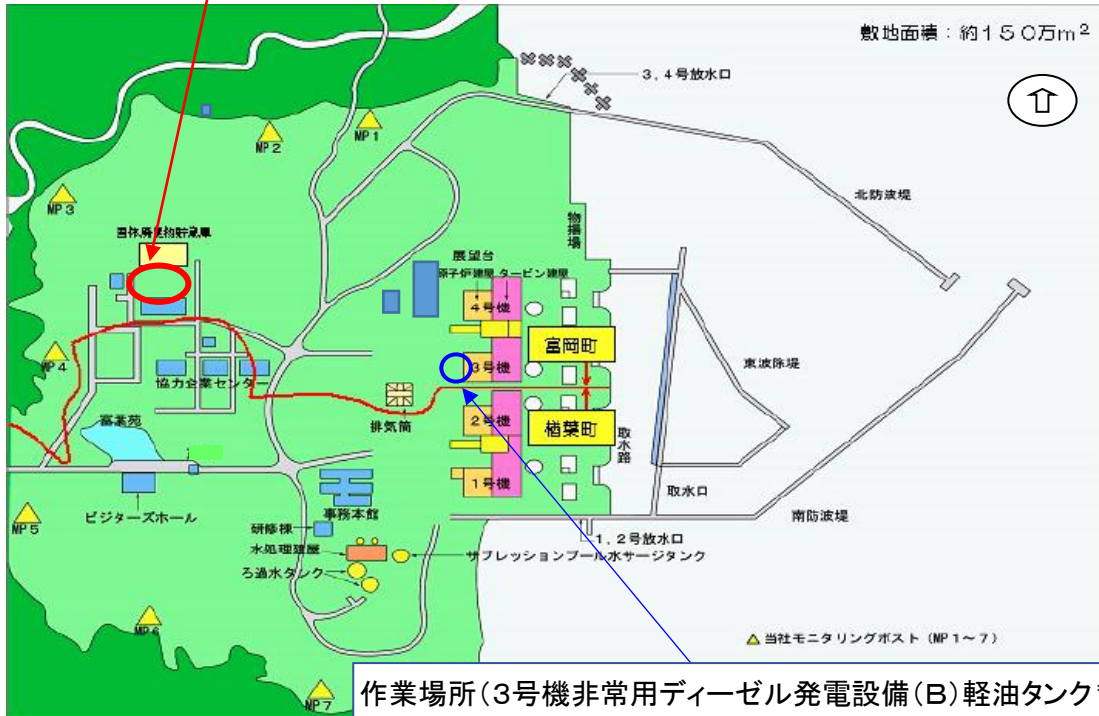 敷地面積：約１５０万m²
3,4号放水口
MP1
MP2
MP3
北防波堤
固体廃棄物貯蔵庫
物揚場
展望台
原子炉建屋 タービン建屋
4号機
富岡町
3号機
東波除堤
MP4
協力企業センター
排気筒
2号機
楢葉町
取水路
富葉苑
1号機
取水口
ビジターズホール
事務本館
南防波堤
MP5
研修棟
1,2号放水口
水処理建屋
サプレッションプール水サージタンク
ろ過水タンク
MP6
当社モニタリングポスト（MP1～7）
MP7
作業場所(3号機非常用ディーゼル発電設備(B)軽油タンク